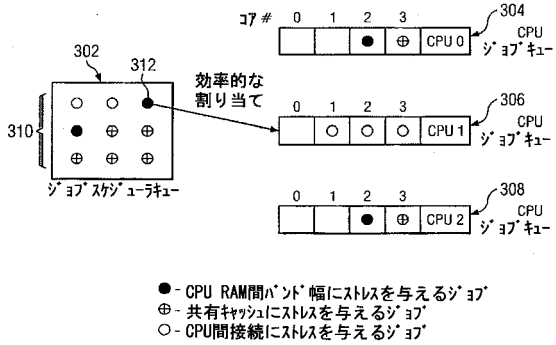 コア # 0 1 2 3
304
CPU 0
CPU
ジョブキュー
302
312
310
ジョブスケジューラキュー
効率的な
割り当て
0 1 2 3
306
CPU 1
CPU
ジョブキュー
0 1 2 3
308
CPU 2
CPU
ジョブキュー
●- CPU RAM間バンド幅にストレスを与えるジョブ
⊕- 共有キャッシュにストレスを与えるジョブ
○- CPU間接続にストレスを与えるジョブ